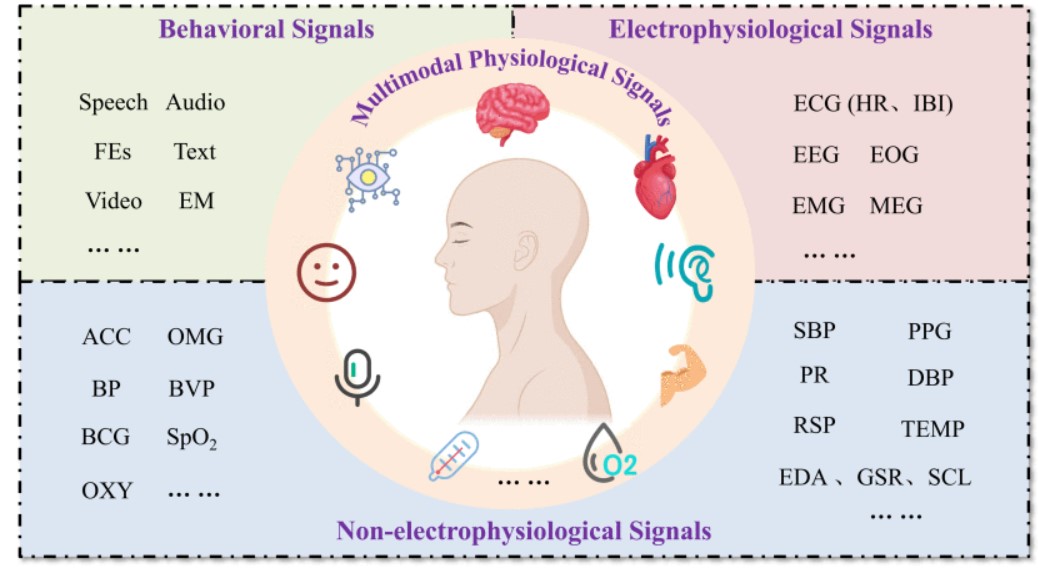 Behavioral Signals
Electrophysiological Signals
Multimodal Physiological Signals
Speech Audio
FEs Text
Video EM
... ...
ECG (HR、IBI)
EEG EOG
EMG MEG
... ...
ACC OMG
BP BVP
BCG SpO₂
OXY ... ...
SBP PPG
PR DBP
RSP TEMP
EDA 、GSR、SCL
... ...
O2
... ...
Non-electrophysiological Signals